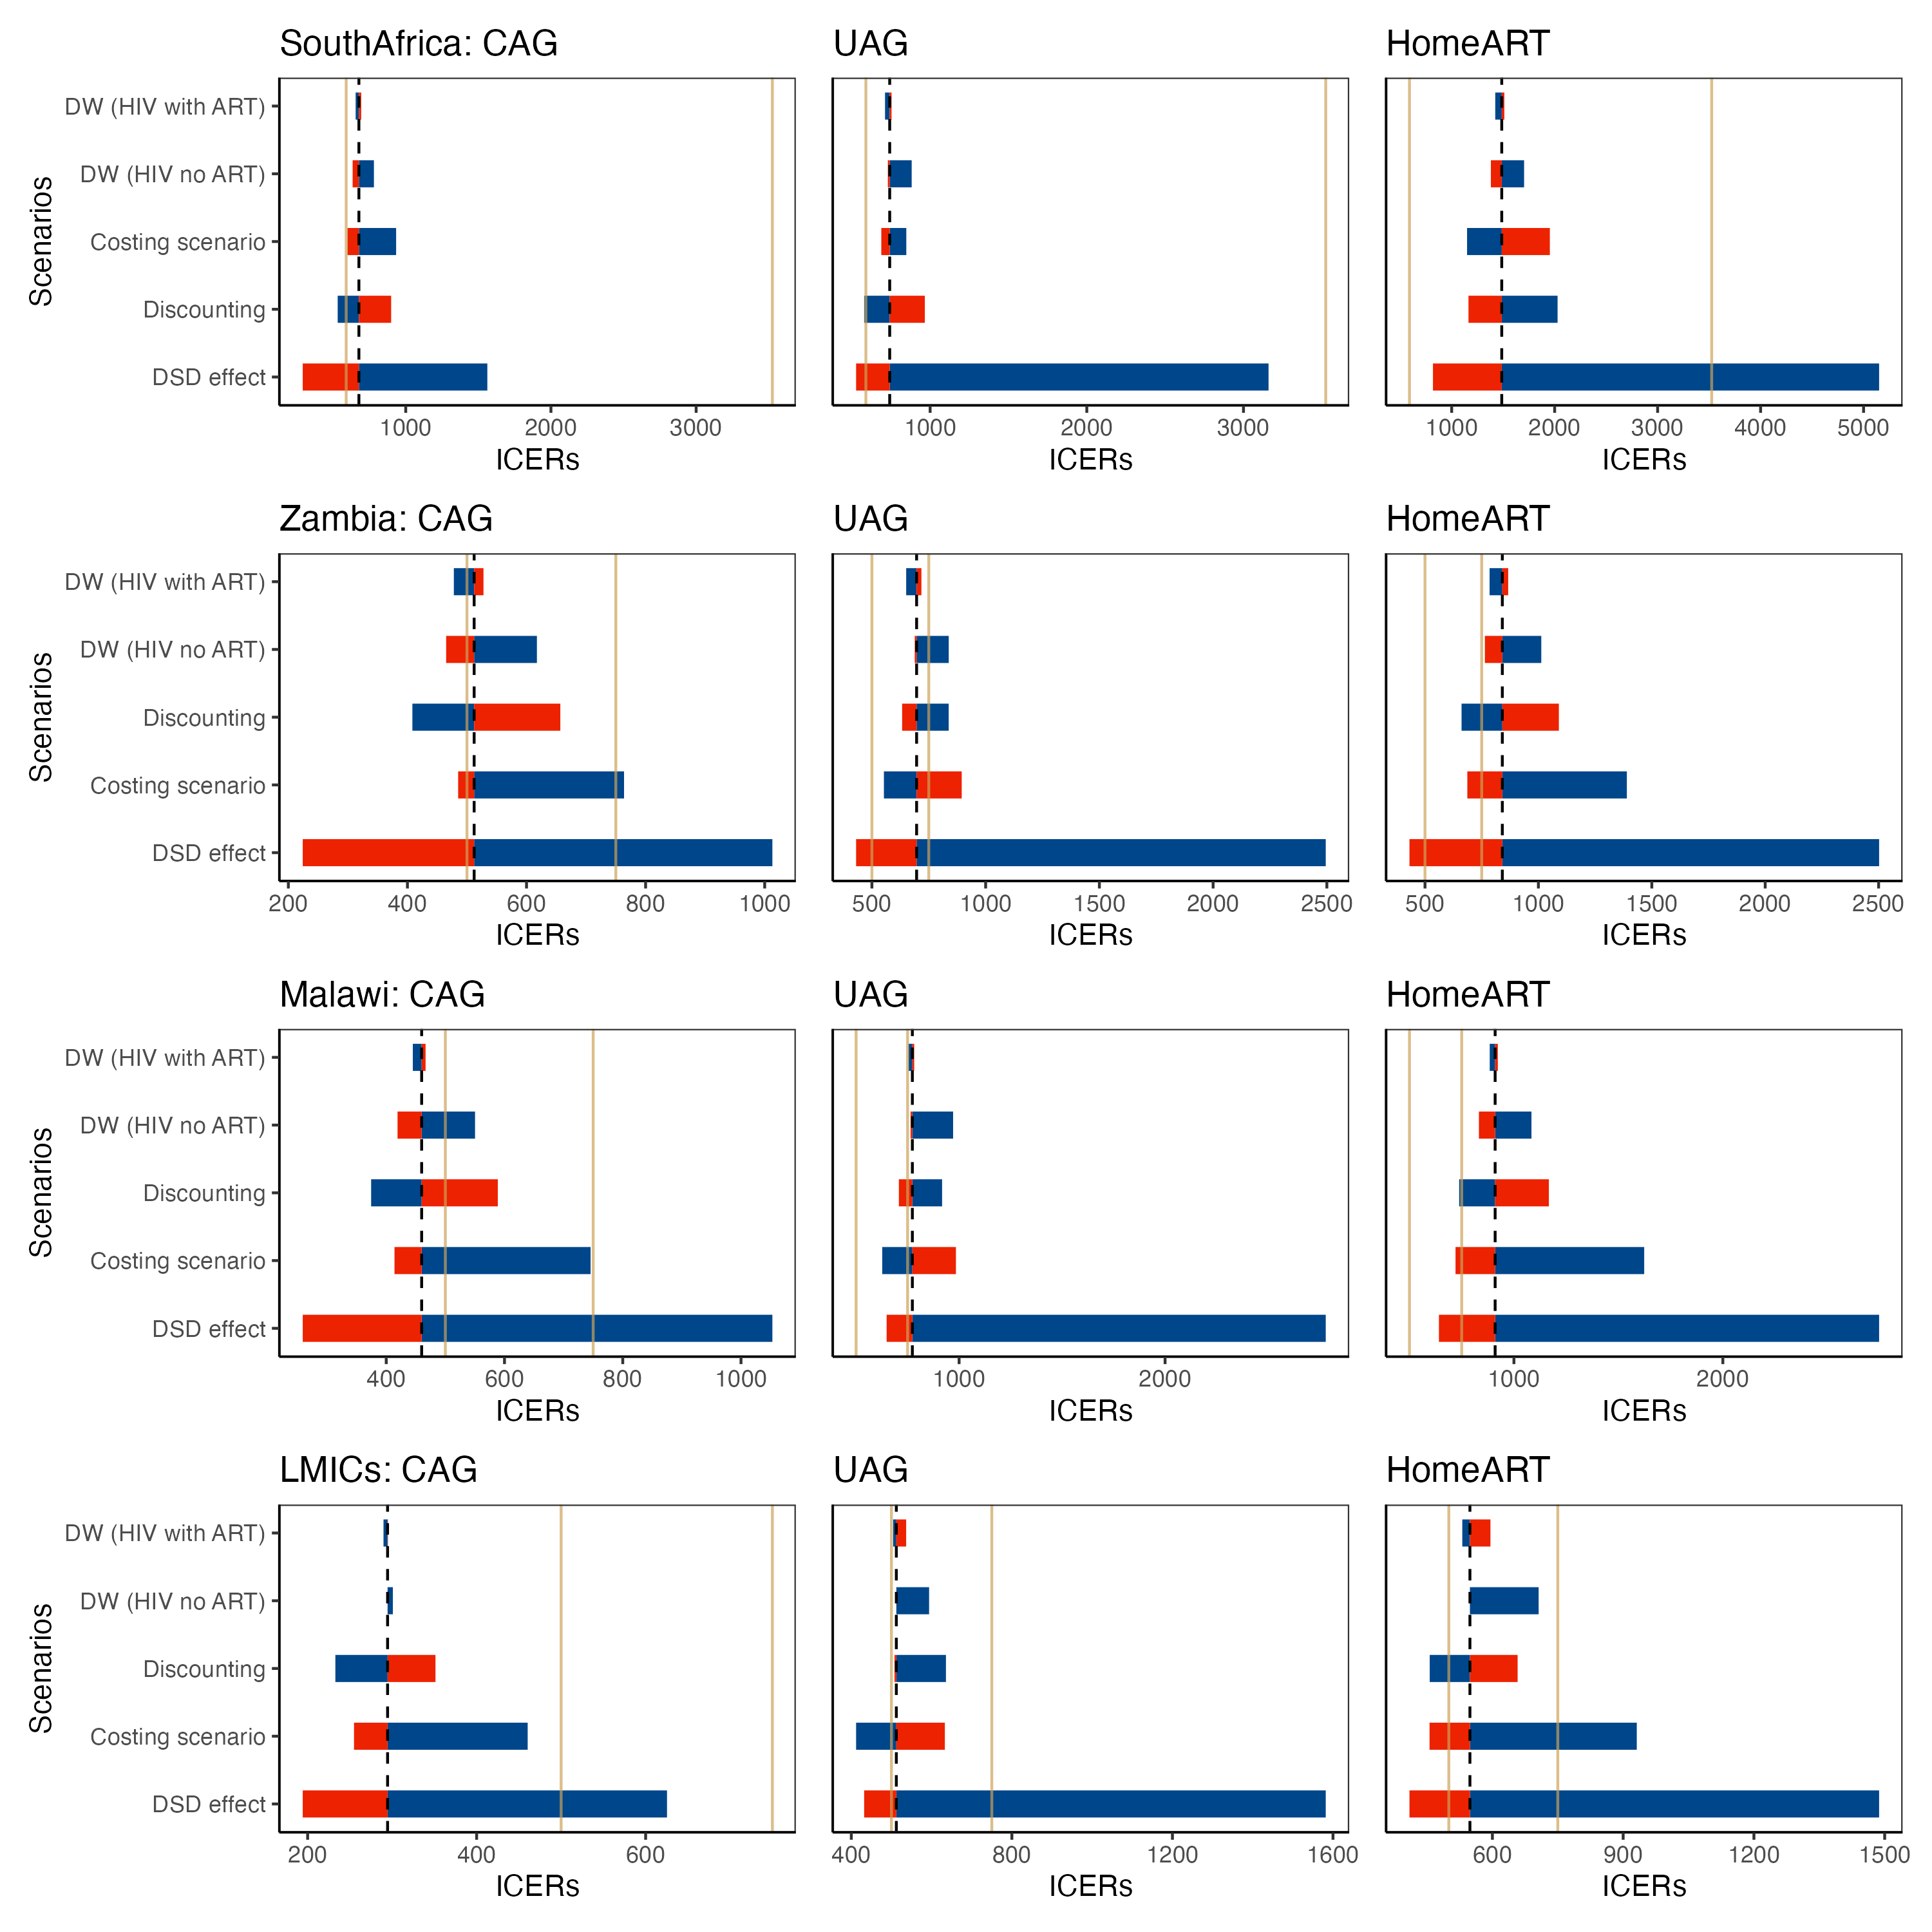 SouthAfrica: CAG
UAG
HomeART
Scenarios
DW (HIV with ART)
DW (HIV no ART)
Costing scenario
Discounting
DSD effect
1000 2000 3000
1000 2000 3000
1000 2000 3000 4000 5000
ICERs
ICERs
ICERs
Zambia: CAG
UAG
HomeART
Scenarios
DW (HIV with ART)
DW (HIV no ART)
Discounting
Costing scenario
DSD effect
200 400 600 800 1000
500 1000 1500 2000 2500
500 1000 1500 2000 2500
ICERs
ICERs
ICERs
Malawi: CAG
UAG
HomeART
Scenarios
DW (HIV with ART)
DW (HIV no ART)
Discounting
Costing scenario
DSD effect
400 600 800 1000
1000 2000
1000 2000
ICERs
ICERs
ICERs
LMICs: CAG
UAG
HomeART
Scenarios
DW (HIV with ART)
DW (HIV no ART)
Discounting
Costing scenario
DSD effect
200 400 600
400 800 1200 1600
600 900 1200 1500
ICERs
ICERs
ICERs